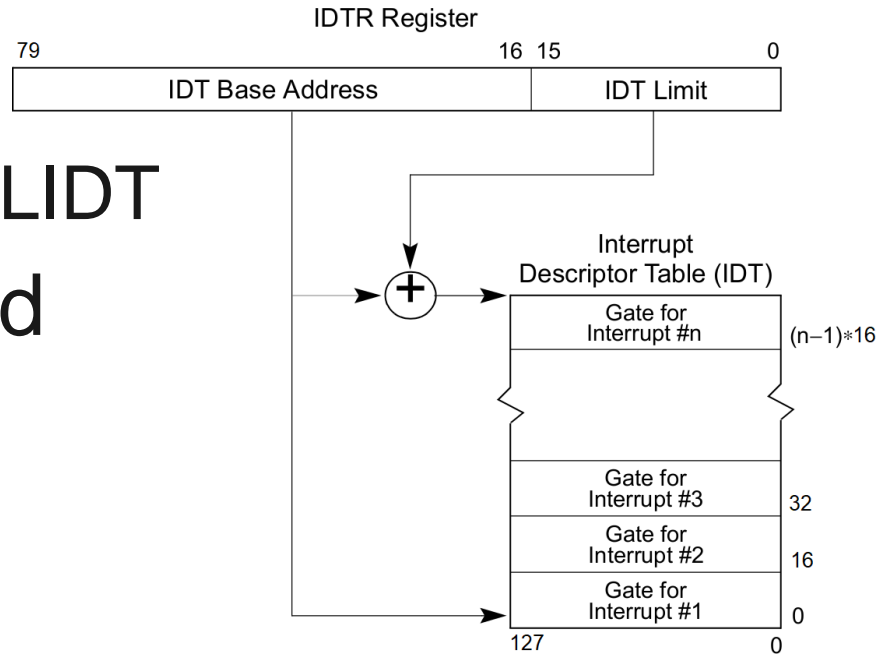 IDTR Register
79 16 15 0
IDT Base Address IDT Limit
LIDT
d
Interrupt
Descriptor Table (IDT)
+
Gate for
Interrupt #n
(n−1)∗16
Gate for
Interrupt #3
32
Gate for
Interrupt #2
16
Gate for
Interrupt #1
0
127 0